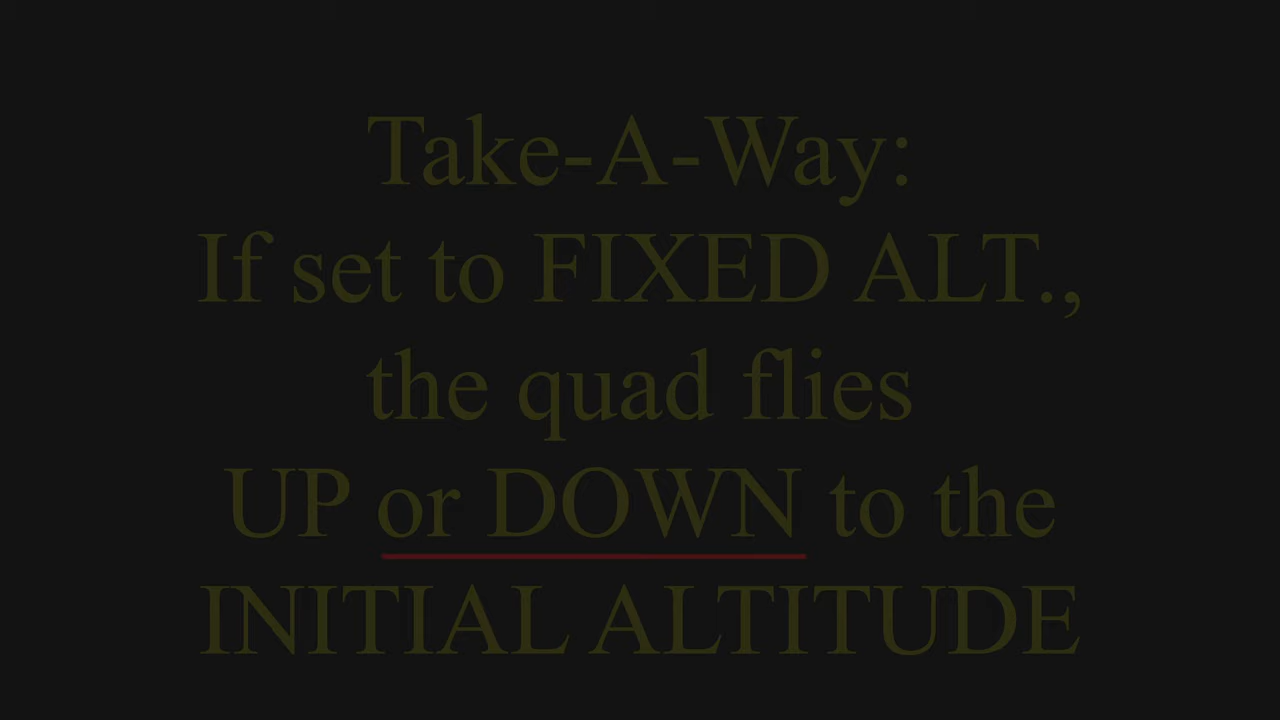 Take-A-Way:
If set to FIXED ALT.,
the quad flies
UP or DOWN to the
INITIAL ALTITUDE